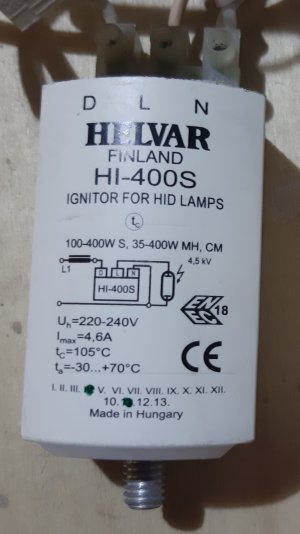 D L N
HELVAR
FINLAND
HI-400S
IGNITOR FOR HID LAMPS
tc
100-400W S, 35-400W MH, CM
4,5 kV
L1
D L N
HI-400S
ENEC 18
Uh=220-240V
Imax=4,6A
tc=105°C
ta=-30...+70°C
CE
I. II. III. V. VI. VII. VIII. IX. X. XI. XII.
10. 12. 13.
Made in Hungary